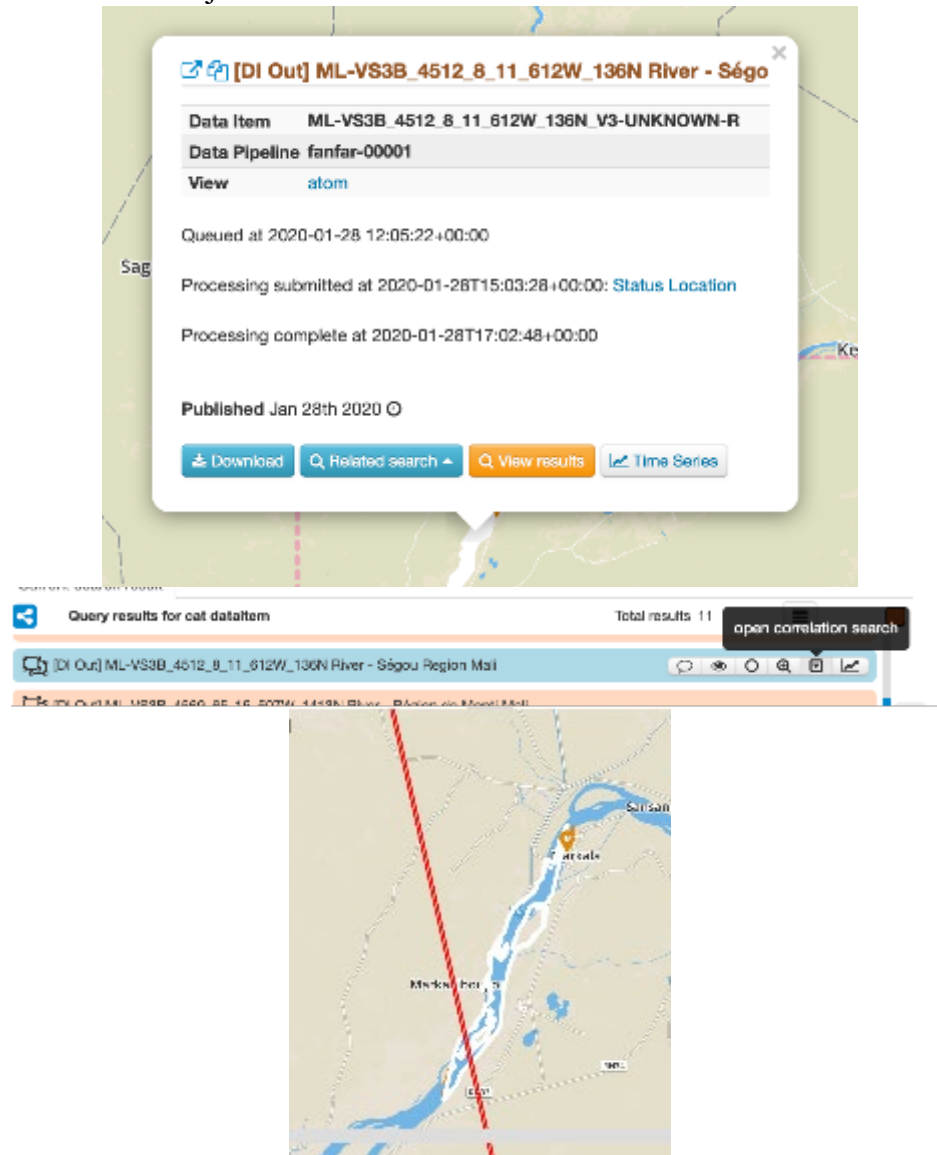 [DI Out] ML-VS3B_4512_8_11_612W_136N River - Ségo
Data Item ML-VS3B_4512_8_11_612W_136N_V3-UNKNOWN-R
Data Pipeline fanfar-00001
View atom
Queued at 2020-01-28 12:05:22+00:00
Sag
Processing submitted at 2020-01-28T15:03:28+00:00: Status Location
Processing complete at 2020-01-28T17:02:48+00:00
Ke
Published Jan 28th 2020
Download Related search View results Time Series
Query results for cat dataitem Total results 11
open correlation search
[DI Out] ML-VS3B_4512_8_11_612W_136N River - Ségou Region Mali
Sansan
arkala